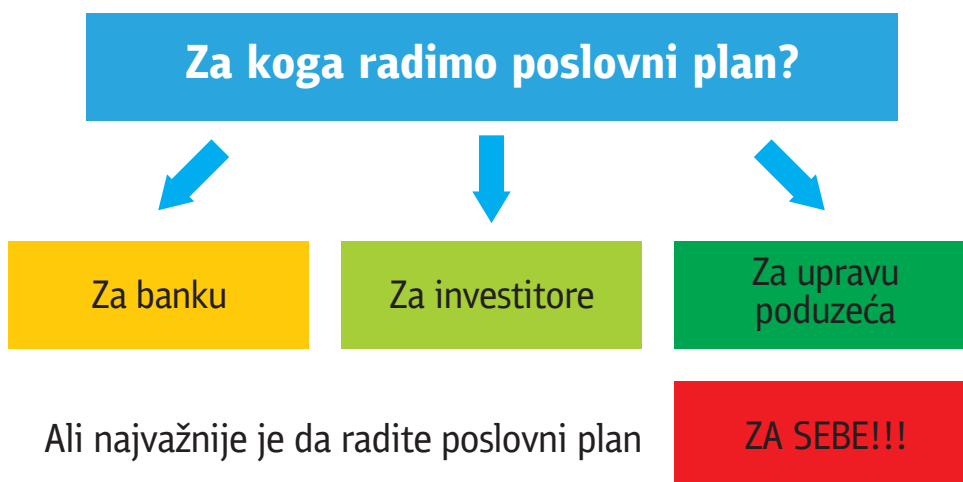 Za koga radimo poslovni plan?
Za banku
Za investitore
Za upravu
poduzeća
Ali najvažnije je da radite poslovni plan
ZA SEBE!!!